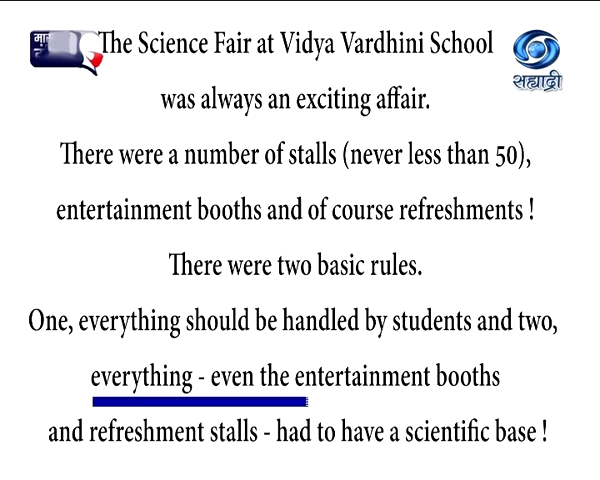 The Science Fair at Vidya Vardhini School
सह्याद्री
was always an exciting affair.
There were a number of stalls (never less than 50),
entertainment booths and of course refreshments !
There were two basic rules.
One, everything should be handled by students and two,
everything - even the entertainment booths
and refreshment stalls - had to have a scientific base !